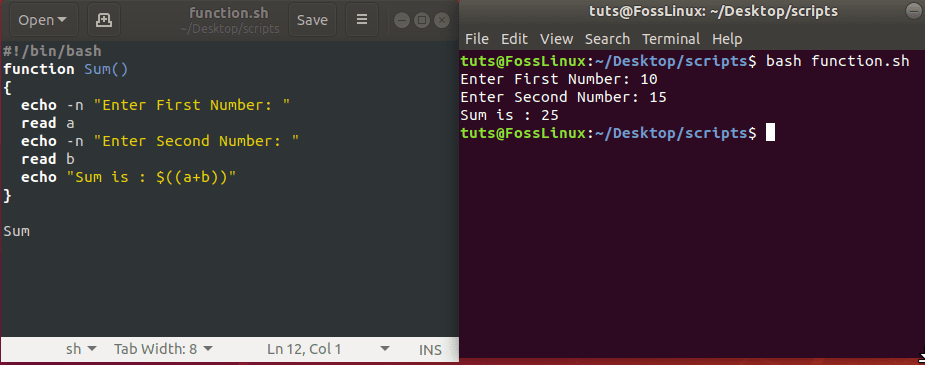 Open
function.sh
~/Desktop/scripts
Save
#!/bin/bash
function Sum()
{
  echo -n "Enter First Number: "
  read a
  echo -n "Enter Second Number: "
  read b
  echo "Sum is : $((a+b))"
}
Sum
sh Tab Width: 8 Ln 12, Col 1 INS
tuts@FossLinux: ~/Desktop/scripts
File Edit View Search Terminal Help
tuts@FossLinux:~/Desktop/scripts$ bash function.sh
Enter First Number: 10
Enter Second Number: 15
Sum is : 25
tuts@FossLinux:~/Desktop/scripts$